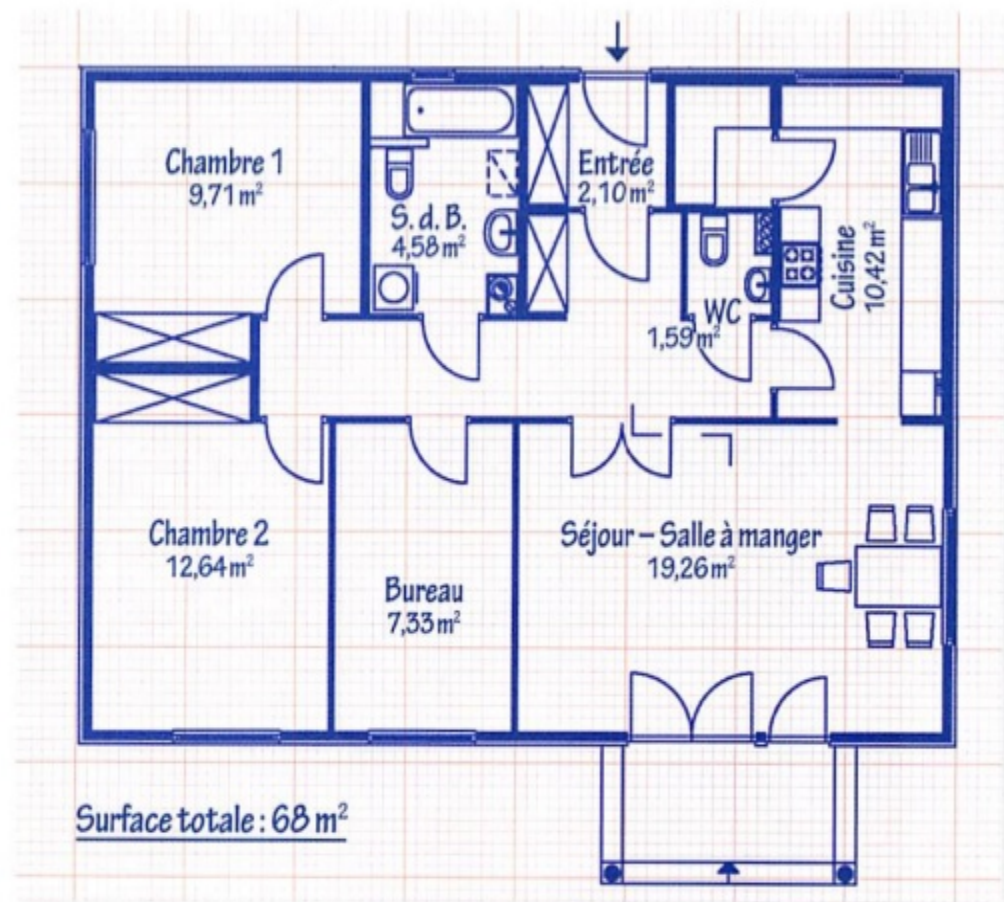 Chambre 1
9,71 m²
S. d. B.
4,58 m²
Entrée
2,10 m²
WC
1,59 m²
Cuisine
10,42 m²
Chambre 2
12,64 m²
Bureau
7,33 m²
Séjour – Salle à manger
19,26 m²
Surface totale : 68 m²